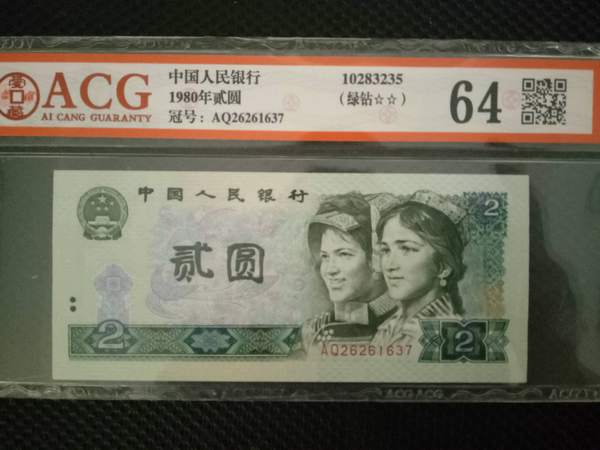 ACG
AI CANG GUARANTY
中国人民银行
1980年贰圆
冠号: AQ26261637
10283235
(绿钻☆☆)
64
中国人民银行
贰圆
2
2
AQ26261637
2